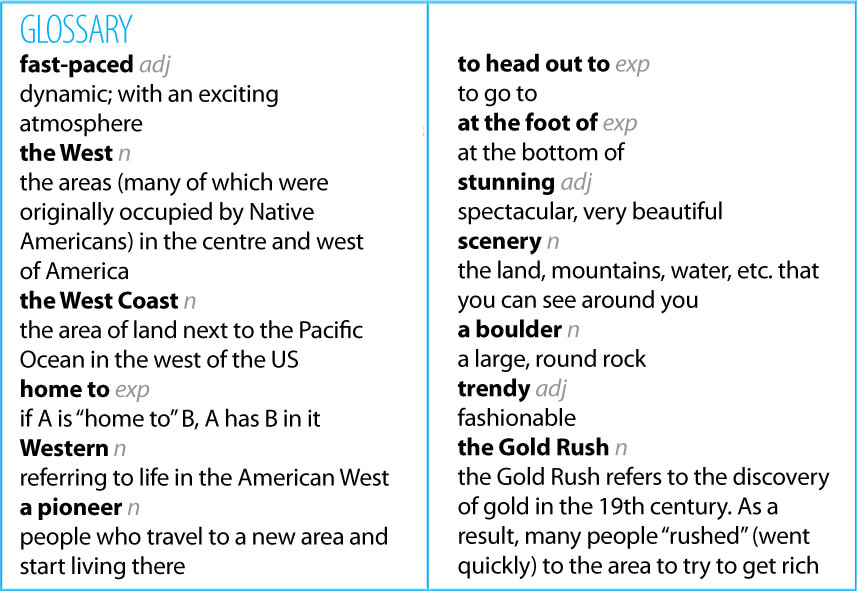 GLOSSARY
fast-paced adj
dynamic; with an exciting
atmosphere
the West n
the areas (many of which were
originally occupied by Native
Americans) in the centre and west
of America
the West Coast n
the area of land next to the Pacific
Ocean in the west of the US
home to exp
if A is “home to” B, A has B in it
Western n
referring to life in the American West
a pioneer n
people who travel to a new area and
start living there
to head out to exp
to go to
at the foot of exp
at the bottom of
stunning adj
spectacular, very beautiful
scenery n
the land, mountains, water, etc. that
you can see around you
a boulder n
a large, round rock
trendy adj
fashionable
the Gold Rush n
the Gold Rush refers to the discovery
of gold in the 19th century. As a
result, many people “rushed” (went
quickly) to the area to try to get rich